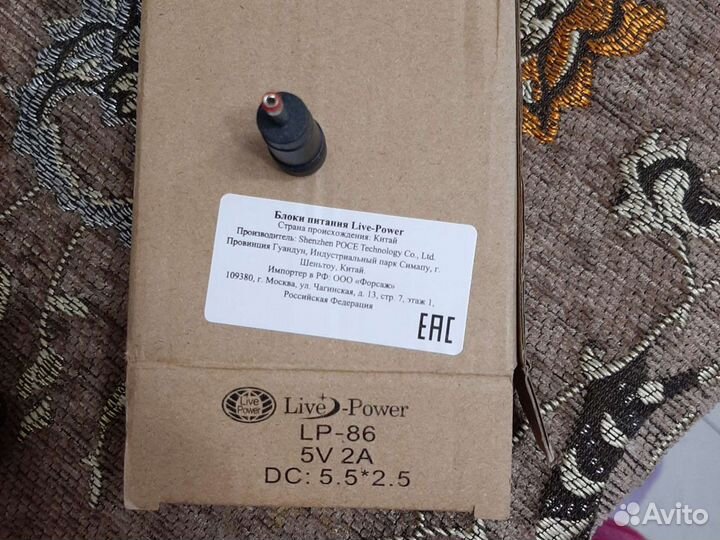 Блоки питания Live-Power
Страна происхождения: Китай
Производитель: Shenzhen POCE Technology Co., Ltd.
Провинция Гуандун, Индустриальный парк Симапу, г.
Шеньтоу, Китай.
Импортер в РФ: ООО «Форсаж»
109380, г. Москва, ул. Чагинская, д. 13, стр. 7, этаж 1,
Российская Федерация
EAC
Live Power
Live-Power
LP-86
5V 2A
DC: 5.5*2.5
Avito